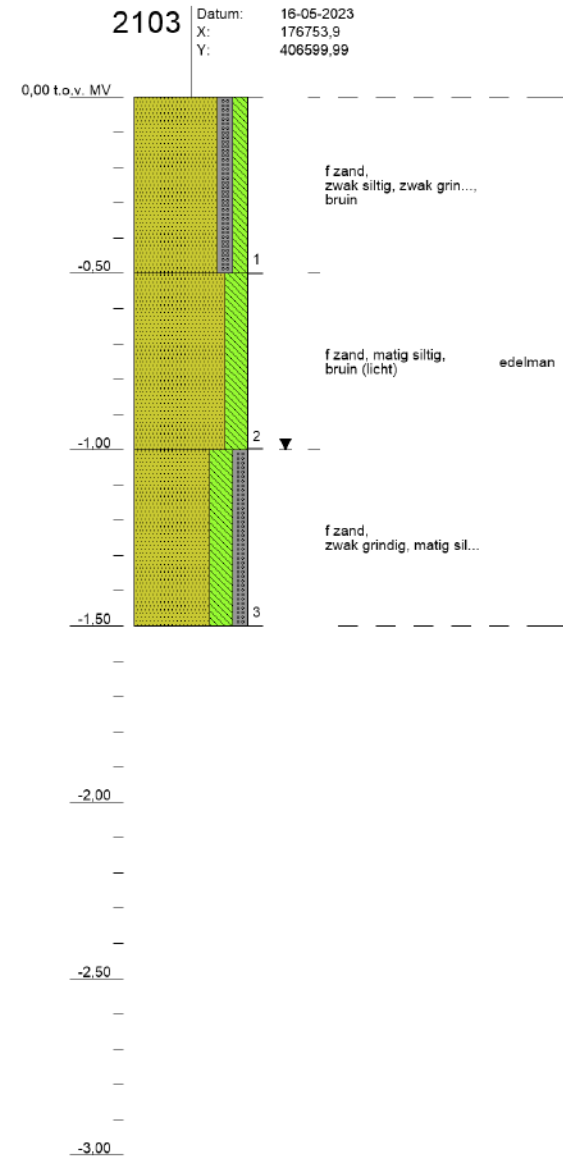 2103
Datum: 16-05-2023
X: 176753,9
Y: 406599,99
0,00 t.o.v. MV
f zand,
zwak siltig, zwak grin...,
bruin
1
-0,50
f zand, matig siltig,
bruin (licht)
edelman
2
-1,00
f zand,
zwak grindig, matig sil...
3
-1,50
-2,00
-2,50
-3,00